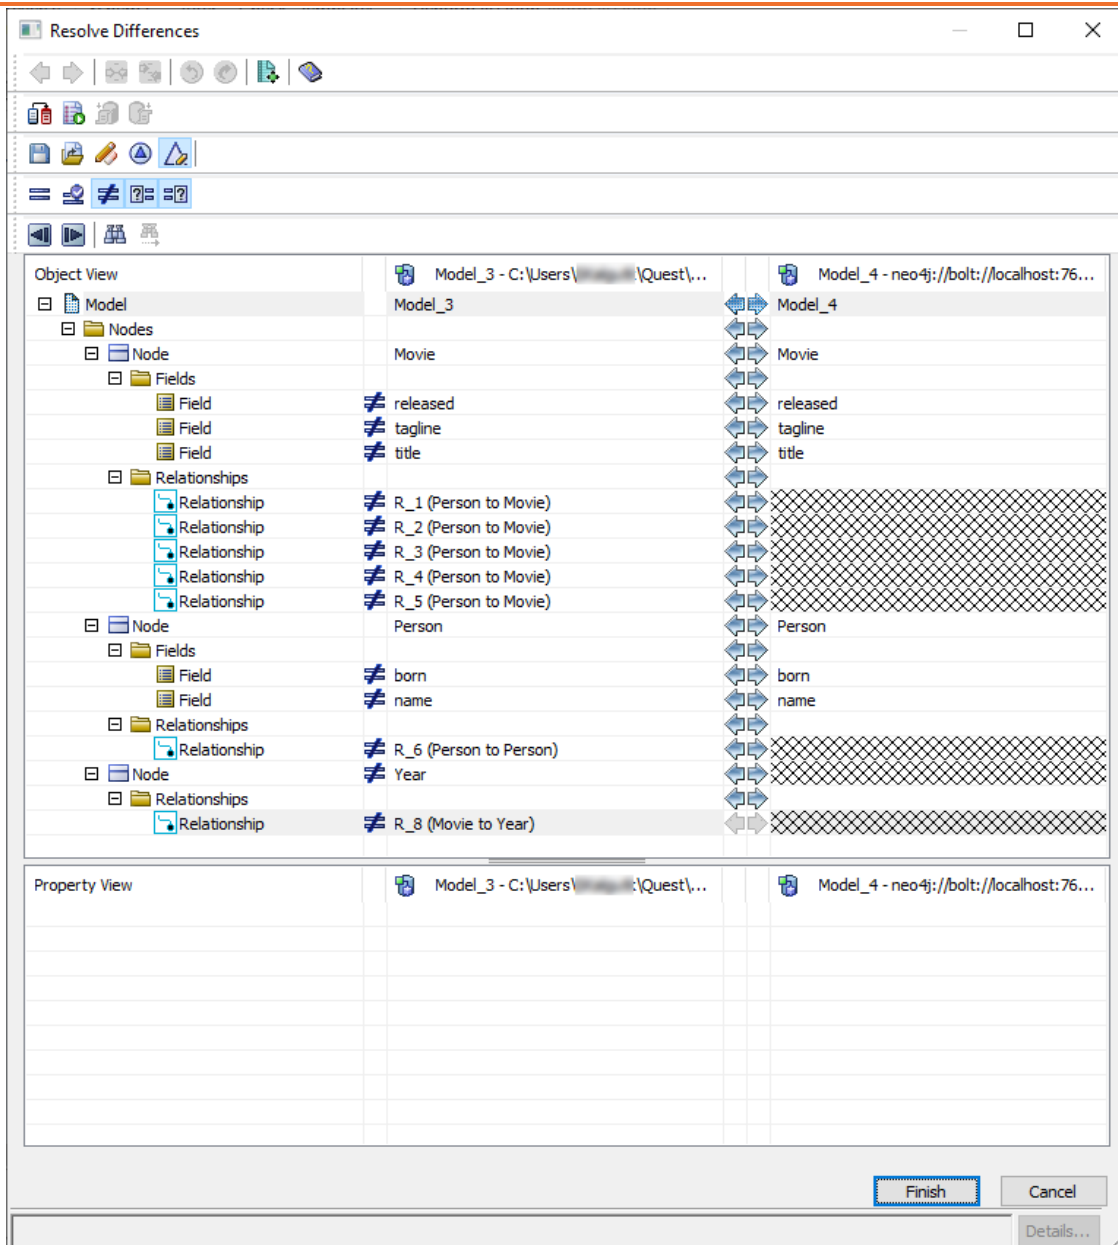 Resolve Differences
Object View Model_3 - C:\Users\ \Quest\... Model_4 - neo4j://bolt://localhost:76...
Model Model_3 Model_4
Nodes
Node Movie Movie
Fields
Field released released
Field tagline tagline
Field title title
Relationships
Relationship R_1 (Person to Movie)
Relationship R_2 (Person to Movie)
Relationship R_3 (Person to Movie)
Relationship R_4 (Person to Movie)
Relationship R_5 (Person to Movie)
Node Person Person
Fields
Field born born
Field name name
Relationships
Relationship R_6 (Person to Person)
Node Year
Relationships
Relationship R_8 (Movie to Year)
Property View Model_3 - C:\Users\ \Quest\... Model_4 - neo4j://bolt://localhost:76...
Finish Cancel
Details...